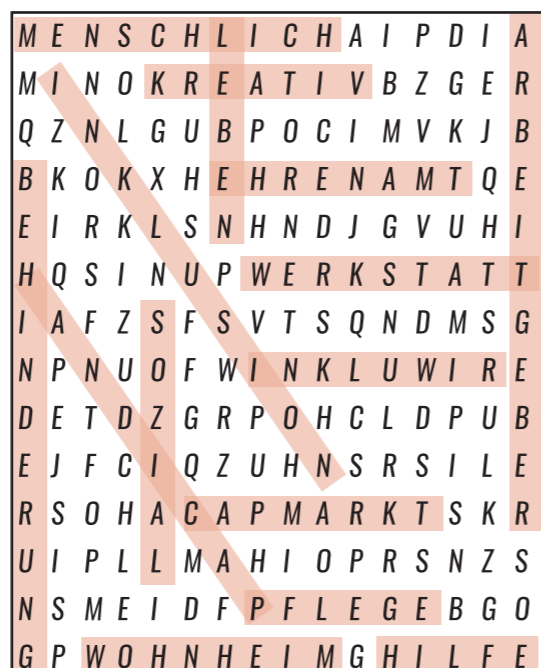 M E N S C H L I C H A I P D I A
M I N O K R E A T I V B Z G E R
Q Z N L G U B P O C I M V K J B
B K O K X H E H R E N A M T Q E
E I R K L S N H N D J G V U H I
H Q S I N U P W E R K S T A T T
I A F Z S F S V T S Q N D M S G
N P N U O F W I N K L U W I R E
D E T D Z G R P O H C L D P U B
E J F C I Q Z U H N S R S I L E
R S O H A C A P M A R K T S K R
U I P L L M A H I O P R S N Z S
N S M E I D F P F L E G E B G O
G P W O H N H E I M G H I L F E